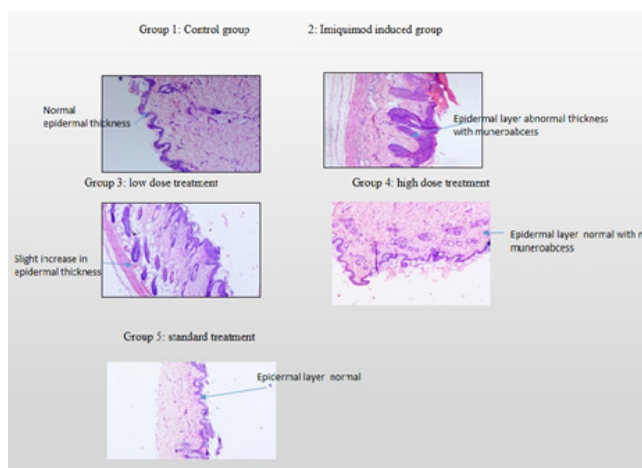 Group 1: Control group
2: Imiquimod induced group
Normal
epidermal thickness
Epidermal layer abnormal thickness
with muneroabcess
Group 3: low dose treatment
Group 4: high dose treatment
Slight increase in
epidermal thickness
Epidermal layer normal with n
muneroabcess
Group 5: standard treatment
Epidermal layer normal